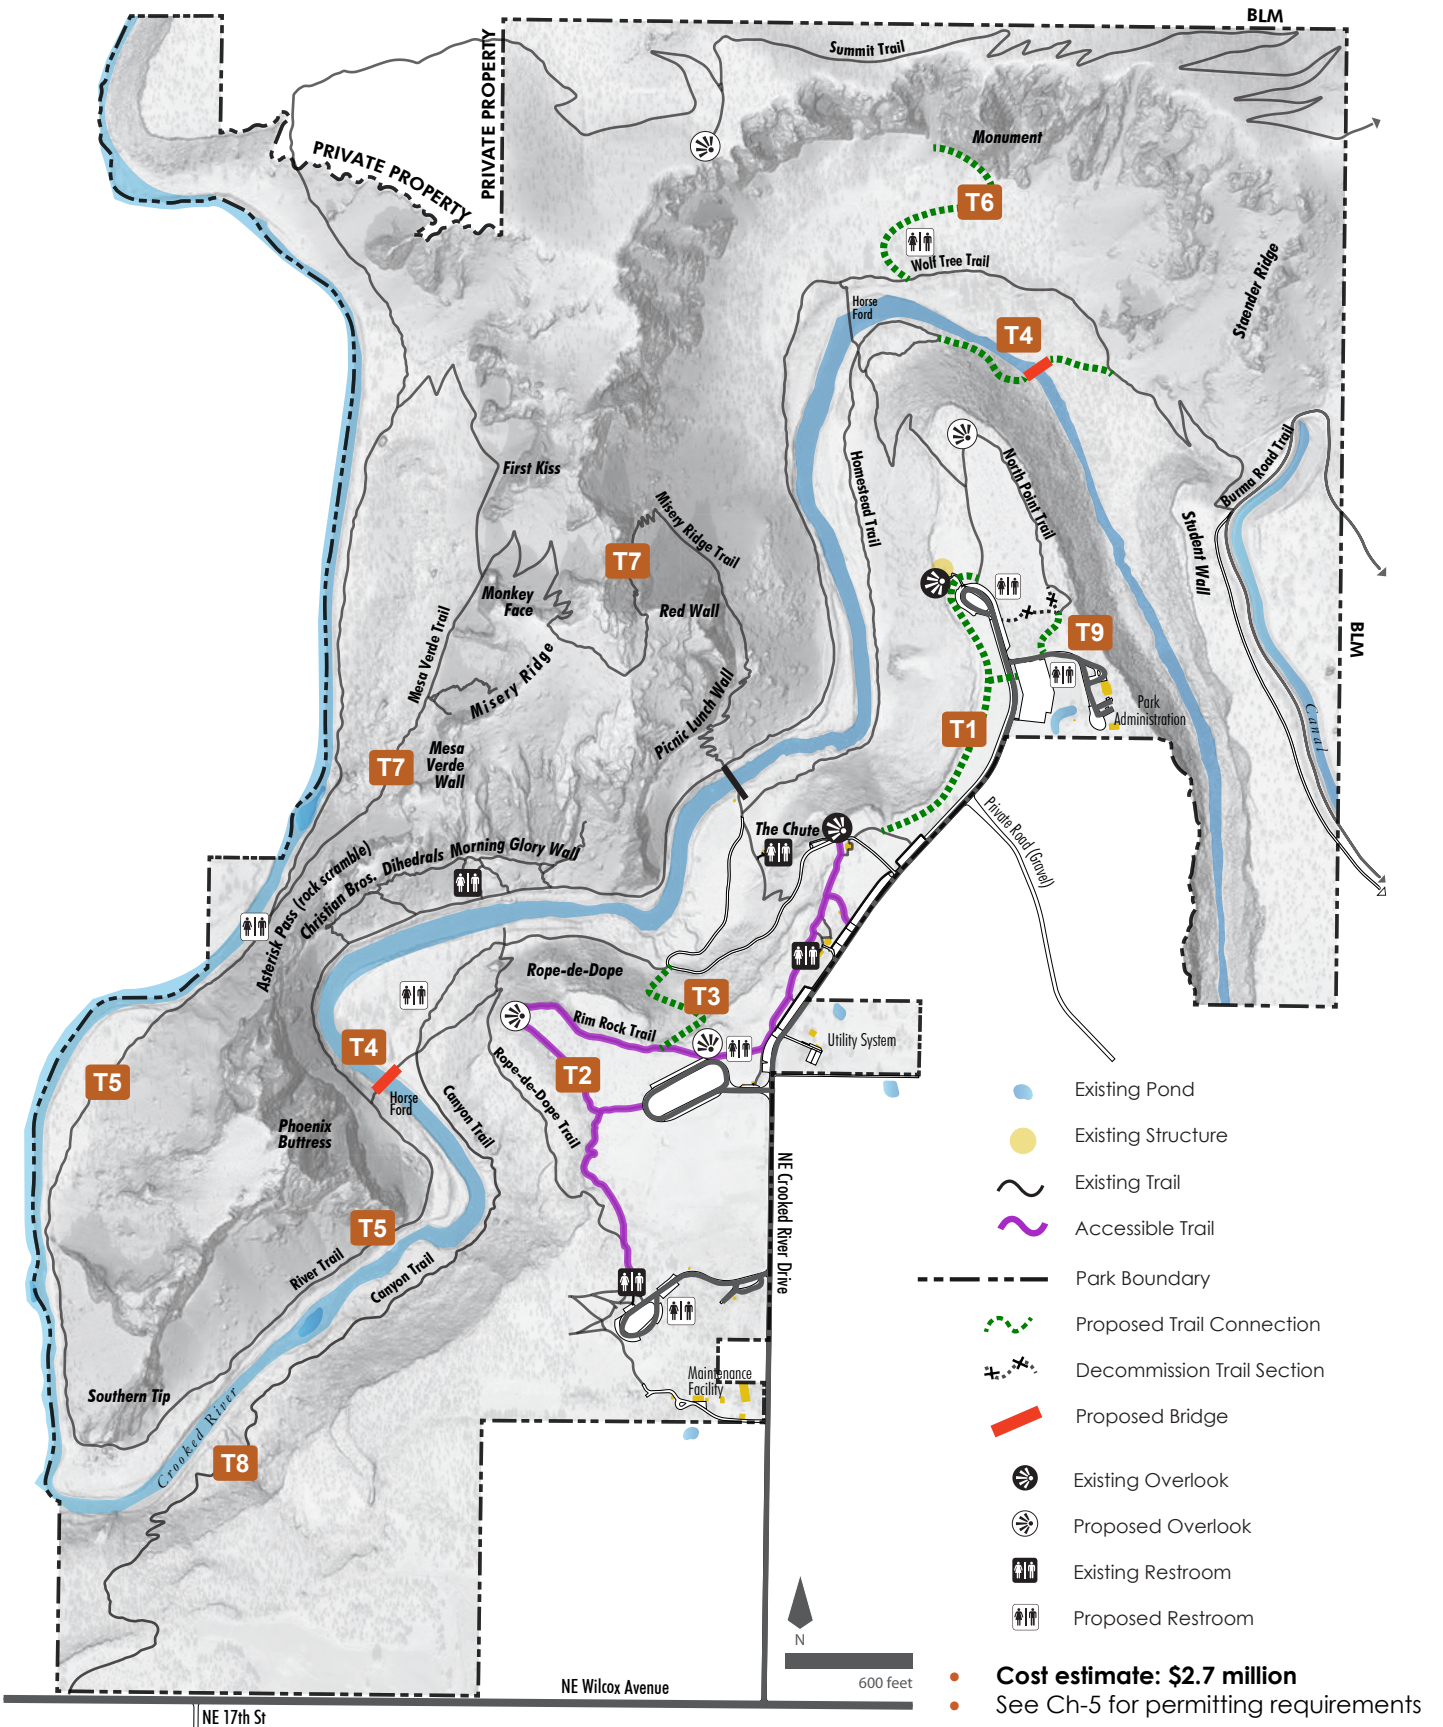 BLM
Summit Trail
PRIVATE PROPERTY
PRIVATE PROPERTY
Monument
T6
Wolf Tree Trail
Staender Ridge
Horse
Ford
T4
First Kiss
Homestead Trail
North Point Trail
Burma Road Trail
Misery Ridge Trail
Student Wall
T7
Monkey
Face
Red Wall
Mesa Verde Trail
Misery Ridge
T9
BLM
Picnic Lunch Wall
Park
Administration
Canal
T1
T7
Mesa
Verde
Wall
Private Road (Gravel)
The Chute
Asterisk Pass (rock scramble)
Christian Bros.
Dihedrals
Morning Glory Wall
Rope-de-Dope
T3
Rim Rock Trail
Utility System
T4
T5
T2
Horse
Ford
Rope-de-Dope Trail
Canyon Trail
Phoenix
Buttress
NE Crooked River Drive
T5
River Trail
Canyon Trail
Maintenance
Facility
Southern Tip
Crooked River
T8
Existing Pond
Existing Structure
Existing Trail
Accessible Trail
Park Boundary
Proposed Trail Connection
Decommission Trail Section
Proposed Bridge
Existing Overlook
Proposed Overlook
Existing Restroom
Proposed Restroom
N
600 feet
NE Wilcox Avenue
NE 17th St
• Cost estimate: $2.7 million
• See Ch-5 for permitting requirements